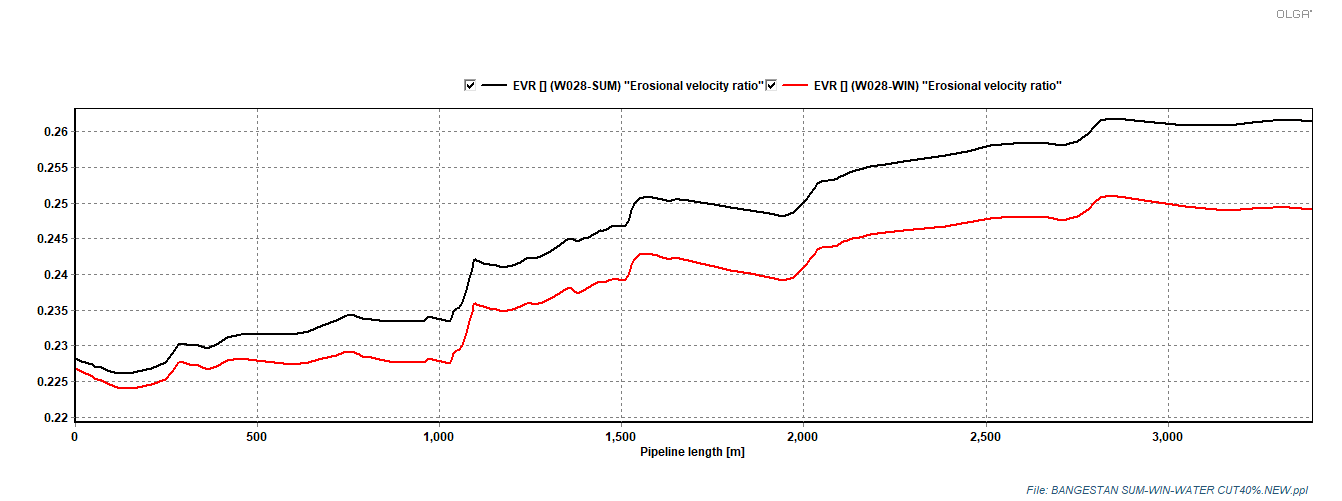 OLGA
EVR [] (W028-SUM) "Erosional velocity ratio" EVR [] (W028-WIN) "Erosional velocity ratio"
0.26
0.255
0.25
0.245
0.24
0.235
0.23
0.225
0.22
0 500 1,000 1,500 2,000 2,500 3,000
Pipeline length [m]
File: BANGESTAN SUM-WIN-WATER CUT40%.NEW.ppl